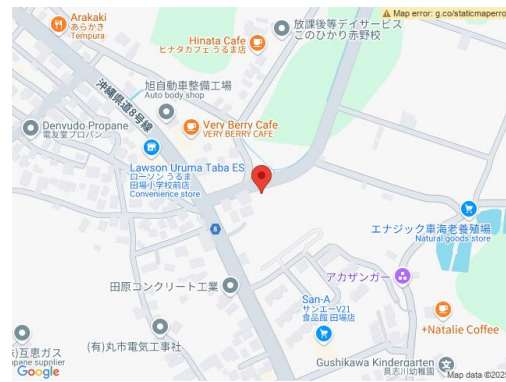 Arakaki
あらかき
Tempura
Hinata Cafe
ヒナタカフェ うるま店
放課後等デイサービス
このひかり赤野校
Map error: g.co/staticmaperro
沖縄県道8号線
旭自動車整備工場
Auto body shop
Denvudo Propane
電友堂プロパン
Very Berry Cafe
VERY BERRY CAFE
Lawson Uruma Taba ES
ローソン うるま
田場小学校前店
Convenience store
8
エナジック車海老養殖場
Natural goods store
アカザンガー
田原コンクリート工業
San-A
サンエーV21
食品館 田場店
+Natalie Coffee
(有)丸市電気工事社
株)互恵ガス
opane supplier
Gushikawa Kindergarten
具志川幼稚園
Google
Map data ©2025